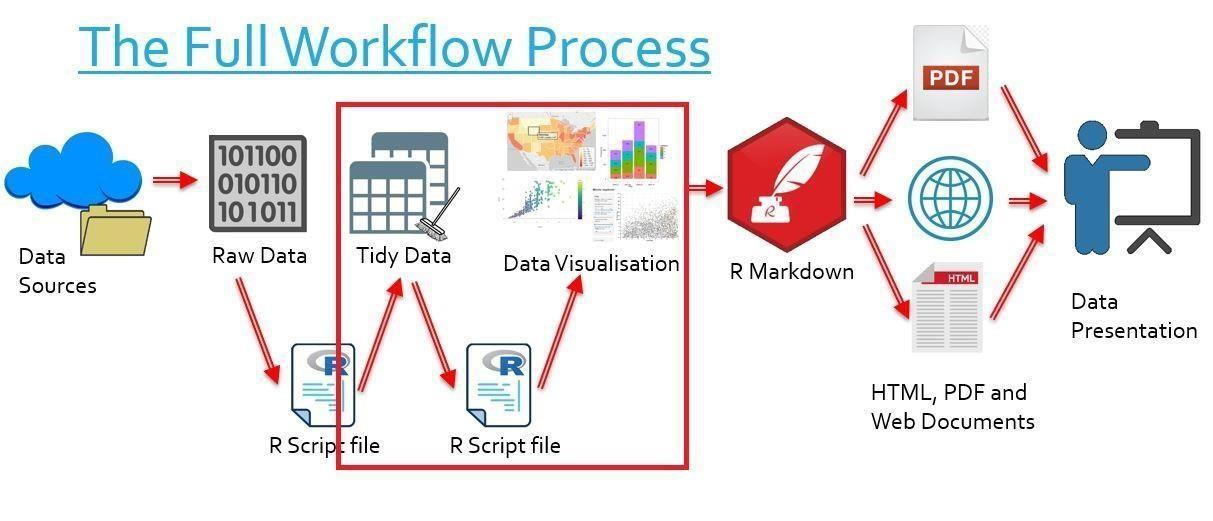 The Full Workflow Process
PDF
101100
010110
101011
HTML
Data
Sources
Raw Data
Tidy Data
Data Visualisation
R
R Markdown
Data
Presentation
R
R
HTML, PDF and
Web Documents
R Script file
R Script file